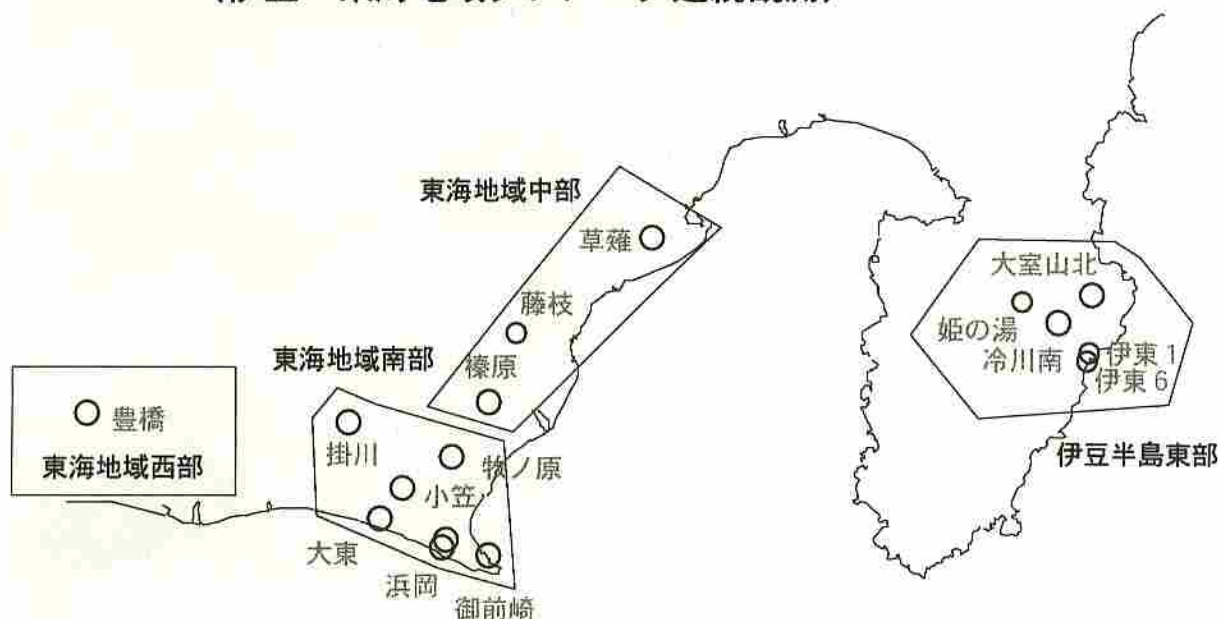 東海地域中部
草薙
藤枝
榛原
東海地域南部
掛川
牧ノ原
小笠
大東
浜岡
御前崎
豊橋
東海地域西部
大室山北
姫の湯
冷川南
伊東1
伊東6
伊豆半島東部